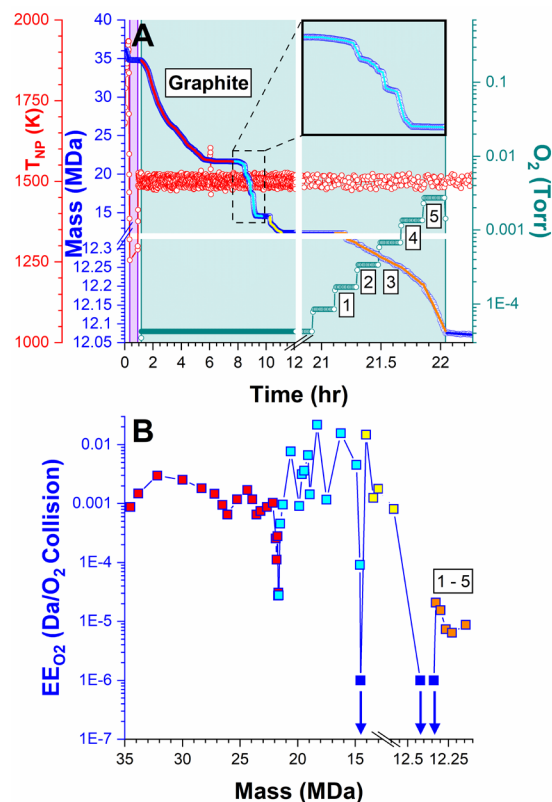 A
Graphite
1
2
3
4
5
2000
1875
1750
1625
1500
1375
1250
1125
1000
T_NP (K)
40
35
30
25
20
15
12.3
12.25
12.2
12.15
12.1
12.05
Mass (MDa)
0.1
0.01
0.001
1E-4
O2 (Torr)
0 2 4 6 8 10 12 21 21.5 22
Time (hr)
B
1 - 5
0.01
0.001
1E-4
1E-5
1E-6
1E-7
EE_O2 (Da/O2 Collision)
35 30 25 20 15 12.5 12.25
Mass (MDa)